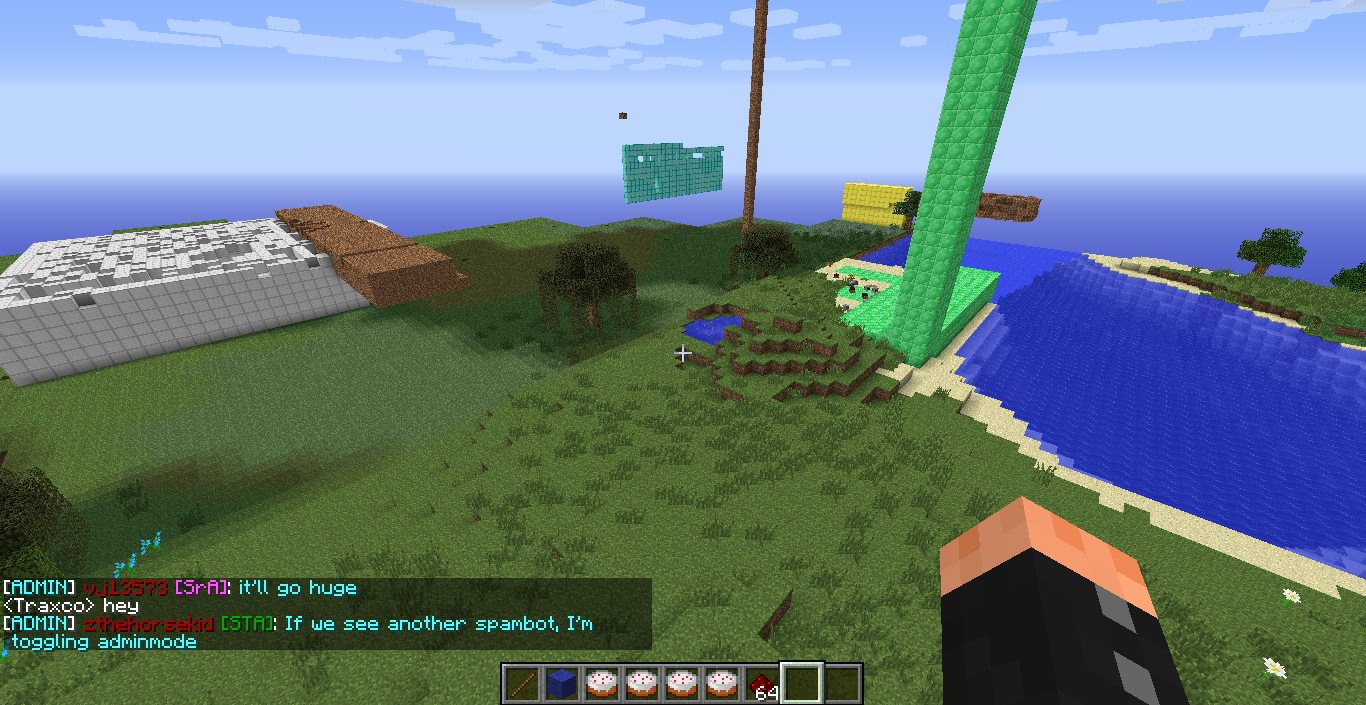 [ADMIN] vj13573 [SrA]: it'll go huge
<Traxco> hey
[ADMIN] zthehorsekid [STA]: If we see another spambot, I'm
toggling adminmode
64